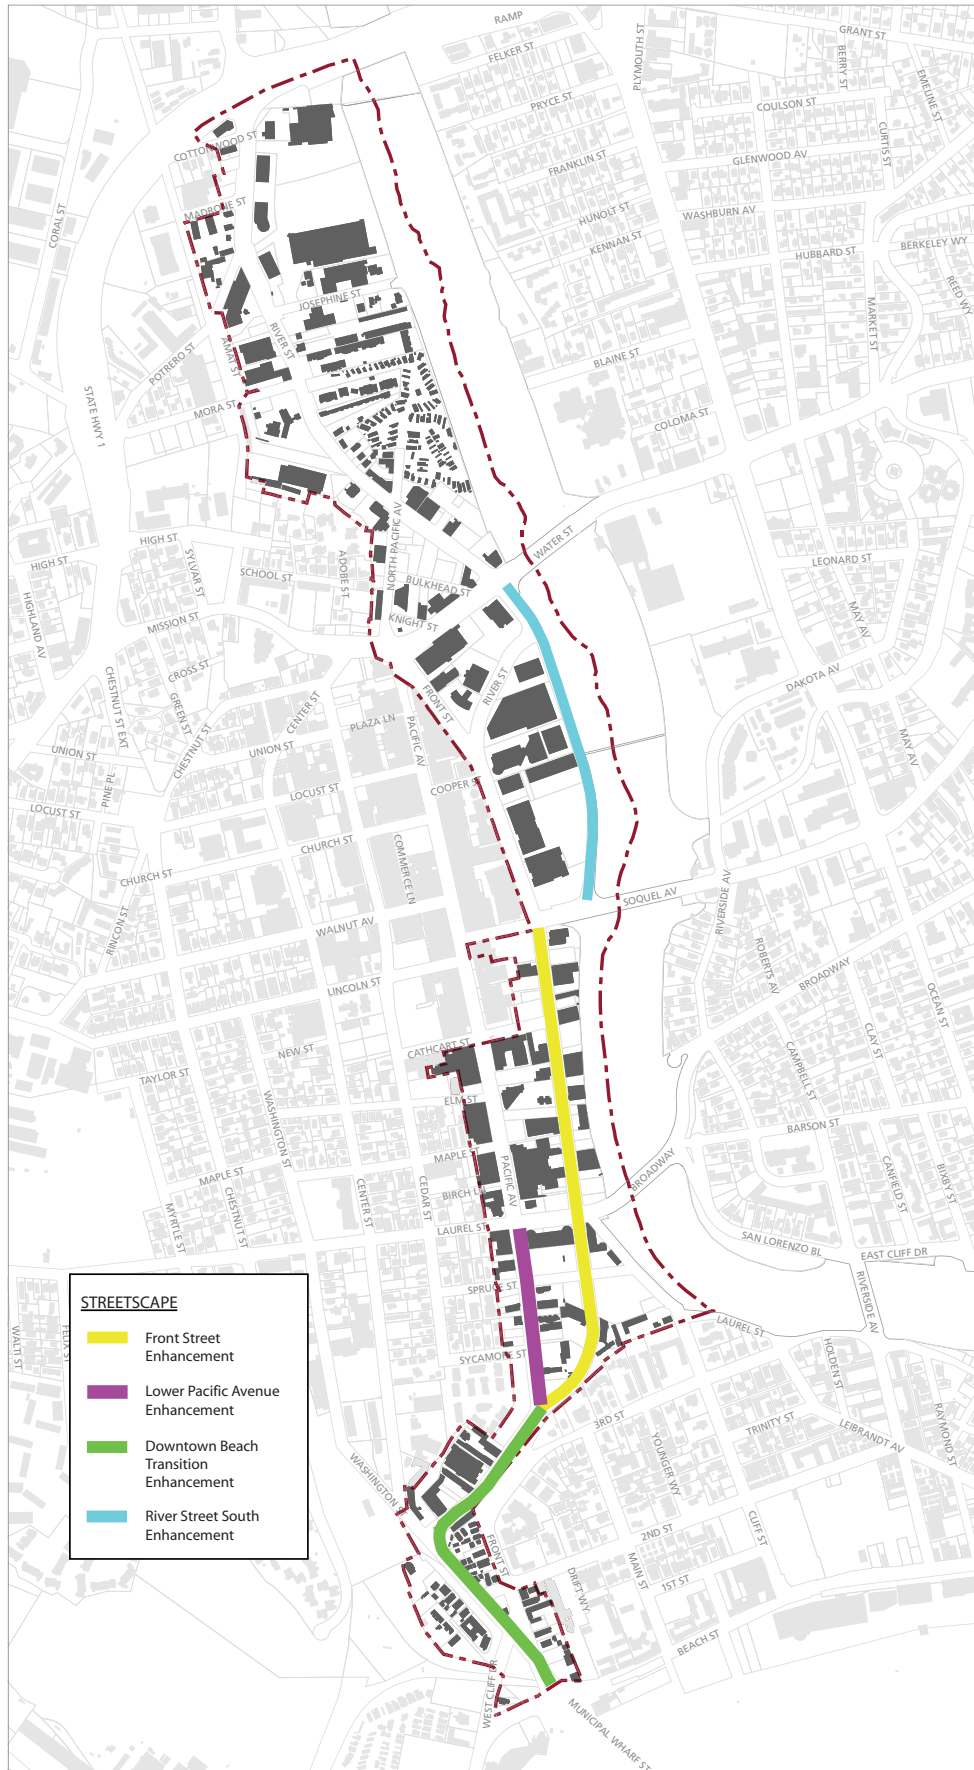 RAMP
FELKER ST
PLYMOUTH ST
GRANT ST
BERRY ST
EMELINE ST
PRYCE ST
COULSON ST
CURTIS ST
COTTONWOOD ST
FRANKLIN ST
GLENWOOD AV
MADRONE ST
CORAL ST
HUNOLT ST
WASHBURN AV
KENNAN ST
HUBBARD ST
BERKELEY WY
REED WY
JOSEPHINE ST
MARKET ST
RIVER ST
AMAT ST
POTRERO ST
BLAINE ST
STATE HWY 1
MORA ST
COLOMA ST
NORTH PACIFIC AV
WATER ST
HIGH ST
HIGH ST
SYLVAR ST
ADOBE ST
SCHOOL ST
BULKHEAD ST
LEONARD ST
HIGHLAND AV
MISSION ST
KNIGHT ST
MAY AV
CROSS ST
CHESTNUT ST EXT
GREEN ST
CHESTNUT ST
CENTER ST
FRONT ST
RIVER ST
DAKOTA AV
PLAZA LN
PACIFIC AV
UNION ST
UNION ST
MAY AV
PINE PL
LOCUST ST
COOPER ST
LOCUST ST
CHURCH ST
COMMERCE LN
CHURCH ST
RINCON ST
WALNUT AV
SOQUEL AV
RIVERSIDE AV
ROBERTS AV
BROADWAY
LINCOLN ST
OCEAN ST
CATHCART ST
NEW ST
CLAY ST
TAYLOR ST
CAMPBELL ST
ELM ST
WASHINGTON ST
BARSON ST
MAPLE ST
MAPLE ST
PACIFIC AV
BROADWAY
CANFIELD ST
BIXBY ST
BIRCH LN
MYRTLE ST
CHESTNUT ST
CENTER ST
CEDAR ST
LAUREL ST
SAN LORENZO BL
EAST CLIFF DR
RIVERSIDE AV
SPRUCE ST
STREETSCAPE
Front Street
Enhancement
Lower Pacific Avenue
Enhancement
Downtown Beach
Transition
Enhancement
River Street South
Enhancement
WALTI ST
FELIX ST
LAUREL ST
SYCAMORE ST
HOLDEN ST
3RD ST
TRINITY ST
LEIBRANDT AV
RAYMOND ST
YOUNGER WY
WASHINGTON ST
2ND ST
CLIFF ST
FRONT ST
MAIN ST
1ST ST
DRIFT WY
BEACH ST
WEST CLIFF DR
MUNICIPAL WHARF ST